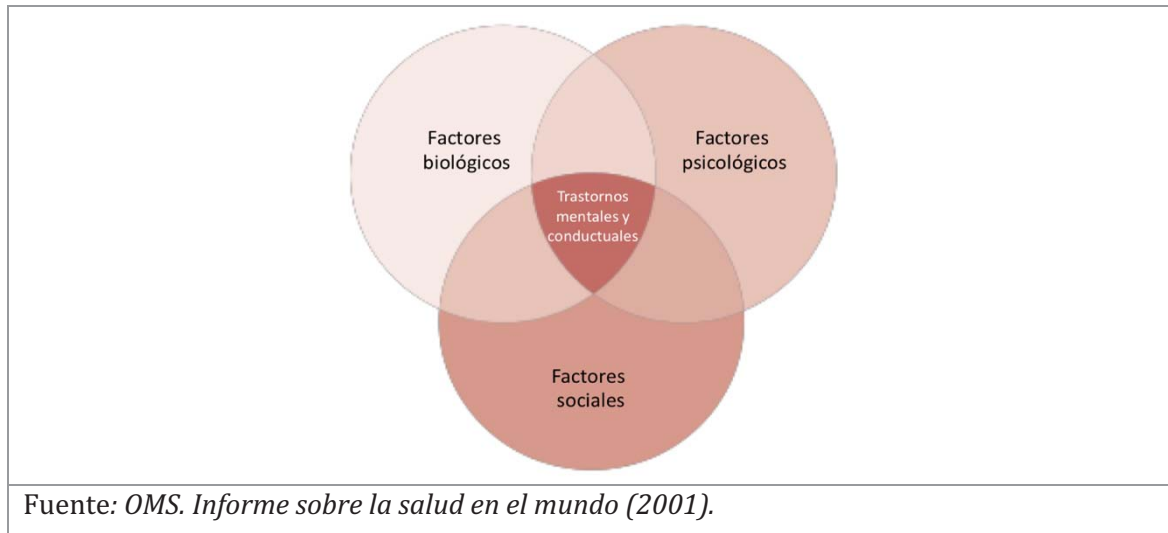 Factores
biológicos
Factores
psicológicos
Trastornos
mentales y
conductuales
Factores
sociales
Fuente: OMS. Informe sobre la salud en el mundo (2001).